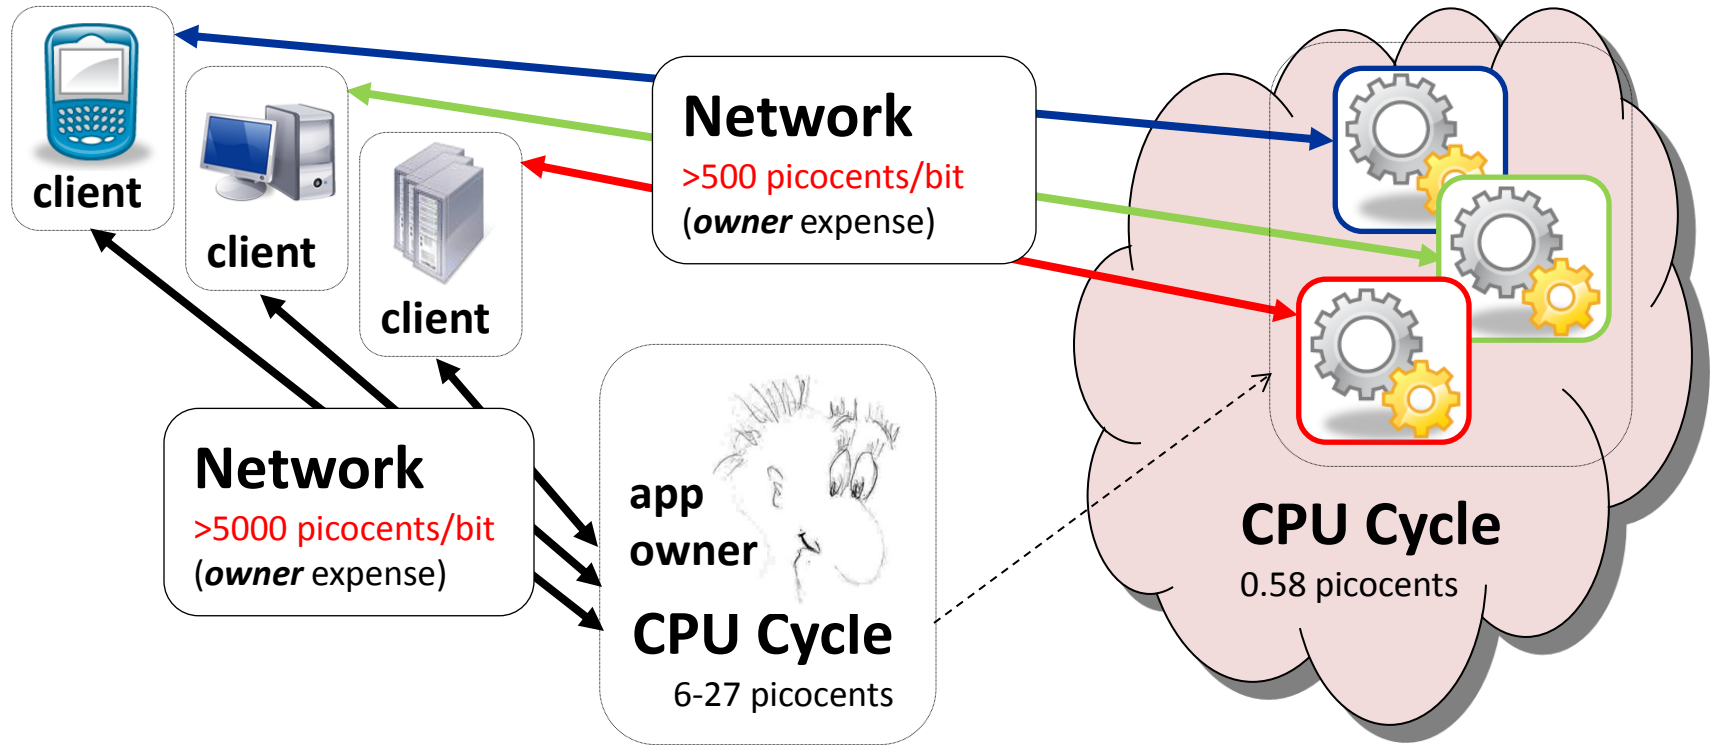 client
client
client
Network
>500 picocents/bit
(owner expense)
Network
>5000 picocents/bit
(owner expense)
app
owner
CPU Cycle
6-27 picocents
CPU Cycle
0.58 picocents